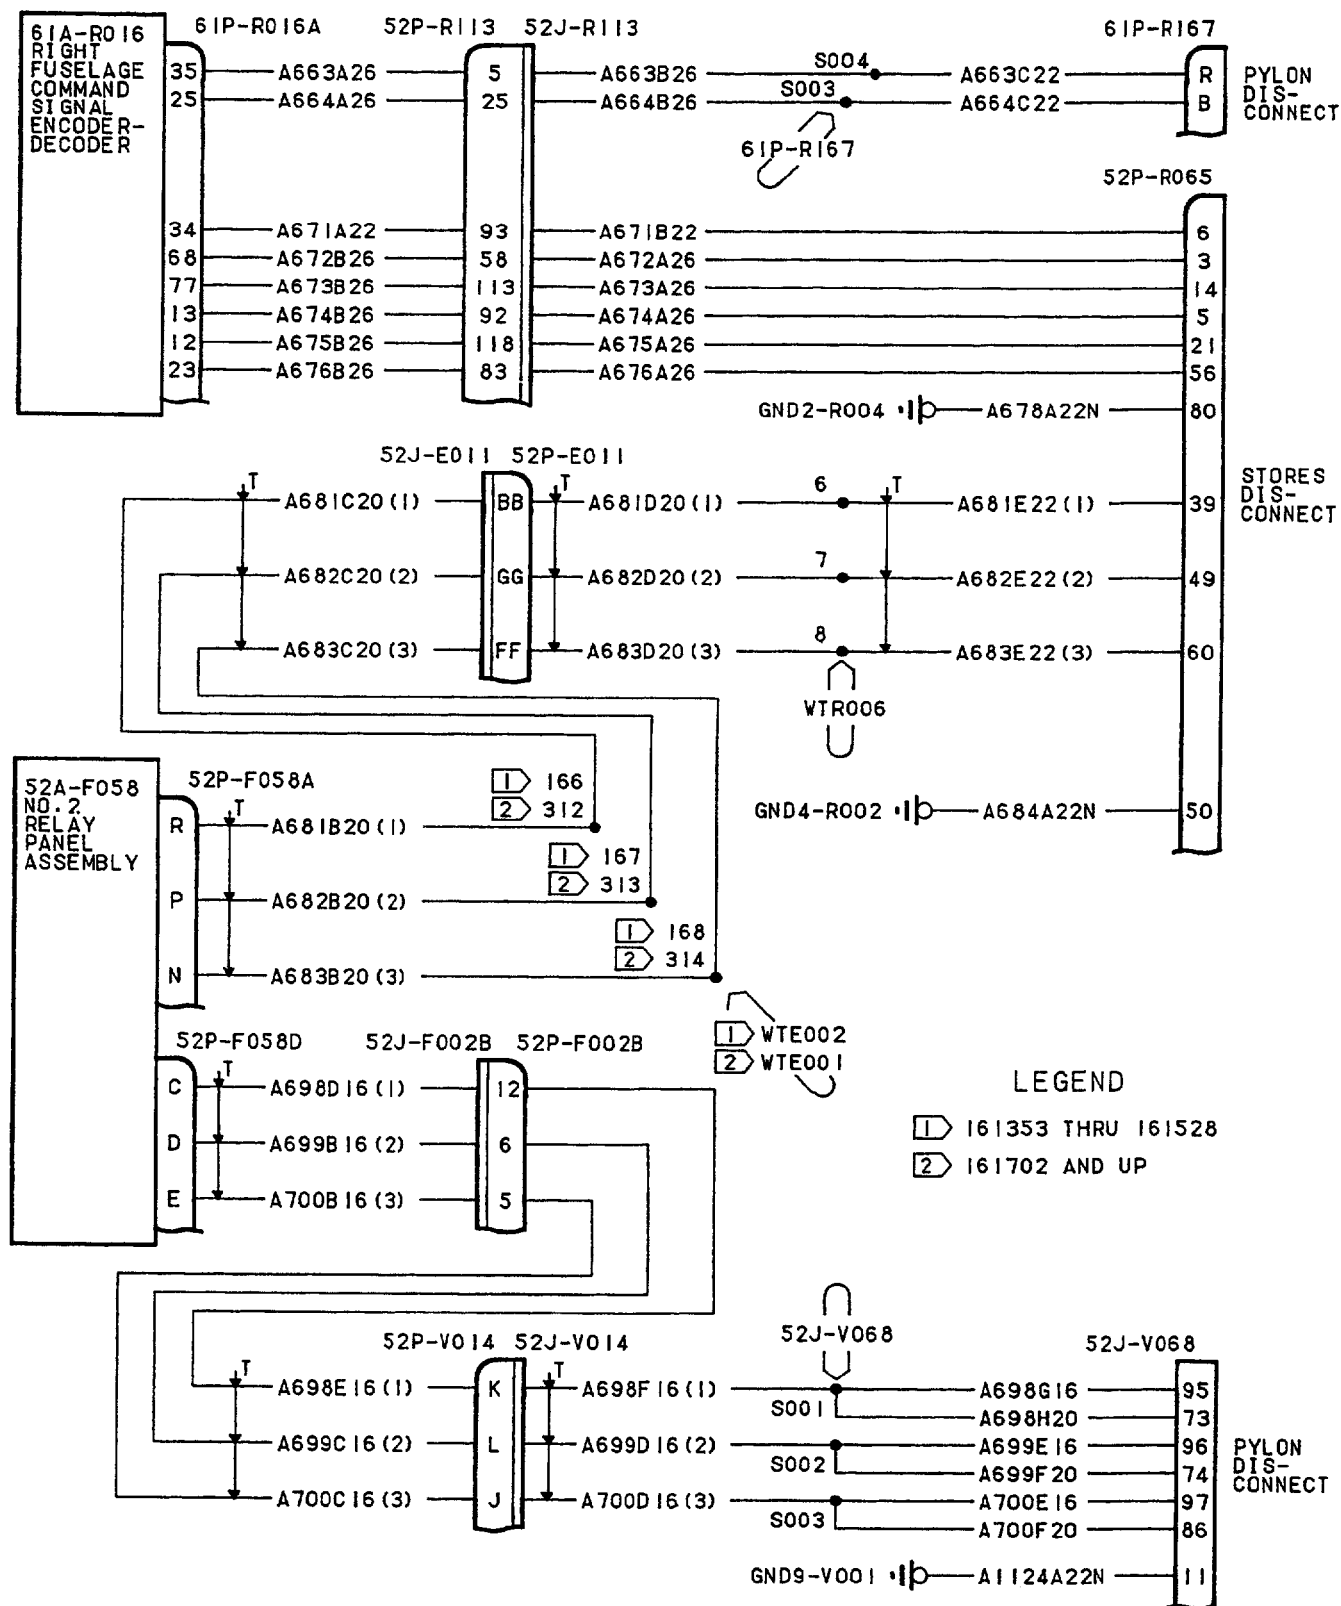 61P-R016A 52P-R113 52J-R113 61P-R167
61A-R016
RIGHT
FUSELAGE
COMMAND
SIGNAL
ENCODER-
DECODER
35 A663A26 5 A663B26 S004 A663C22 R
25 A664A26 25 A664B26 S003 A664C22 B
PYLON
DIS-
CONNECT
61P-R167
52P-R065
34 A671A22 93 A671B22 6
68 A672B26 58 A672A26 3
77 A673B26 113 A673A26 14
13 A674B26 92 A674A26 5
12 A675B26 118 A675A26 21
23 A676B26 83 A676A26 56
GND2-R004 A678A22N 80
52J-E011 52P-E011
T T T
A681C20(1) BB A681D20(1) 6 A681E22(1) 39
A682C20(2) GG A682D20(2) 7 A682E22(2) 49
A683C20(3) FF A683D20(3) 8 A683E22(3) 60
STORES
DIS-
CONNECT
WTR006
GND4-R002 A684A22N 50
52A-F058
NO.2
RELAY
PANEL
ASSEMBLY
52P-F058A
T
R A681B20(1)
1 166
2 312
P A682B20(2)
1 167
2 313
N A683B20(3)
1 168
2 314
1 WTE002
2 WTE001
52P-F058D 52J-F002B 52P-F002B
T
C A698D16(1) 12
D A699B16(2) 6
E A700B16(3) 5
LEGEND
1 161353 THRU 161528
2 161702 AND UP
52P-V014 52J-V014 52J-V068 52J-V068
T T
A698E16(1) K A698F16(1) A698G16 95
S001 A698H20 73
A699C16(2) L A699D16(2) A699E16 96
S002 A699F20 74
A700C16(3) J A700D16(3) A700E16 97
S003 A700F20 86
PYLON
DIS-
CONNECT
GND9-V001 A1124A22N 11